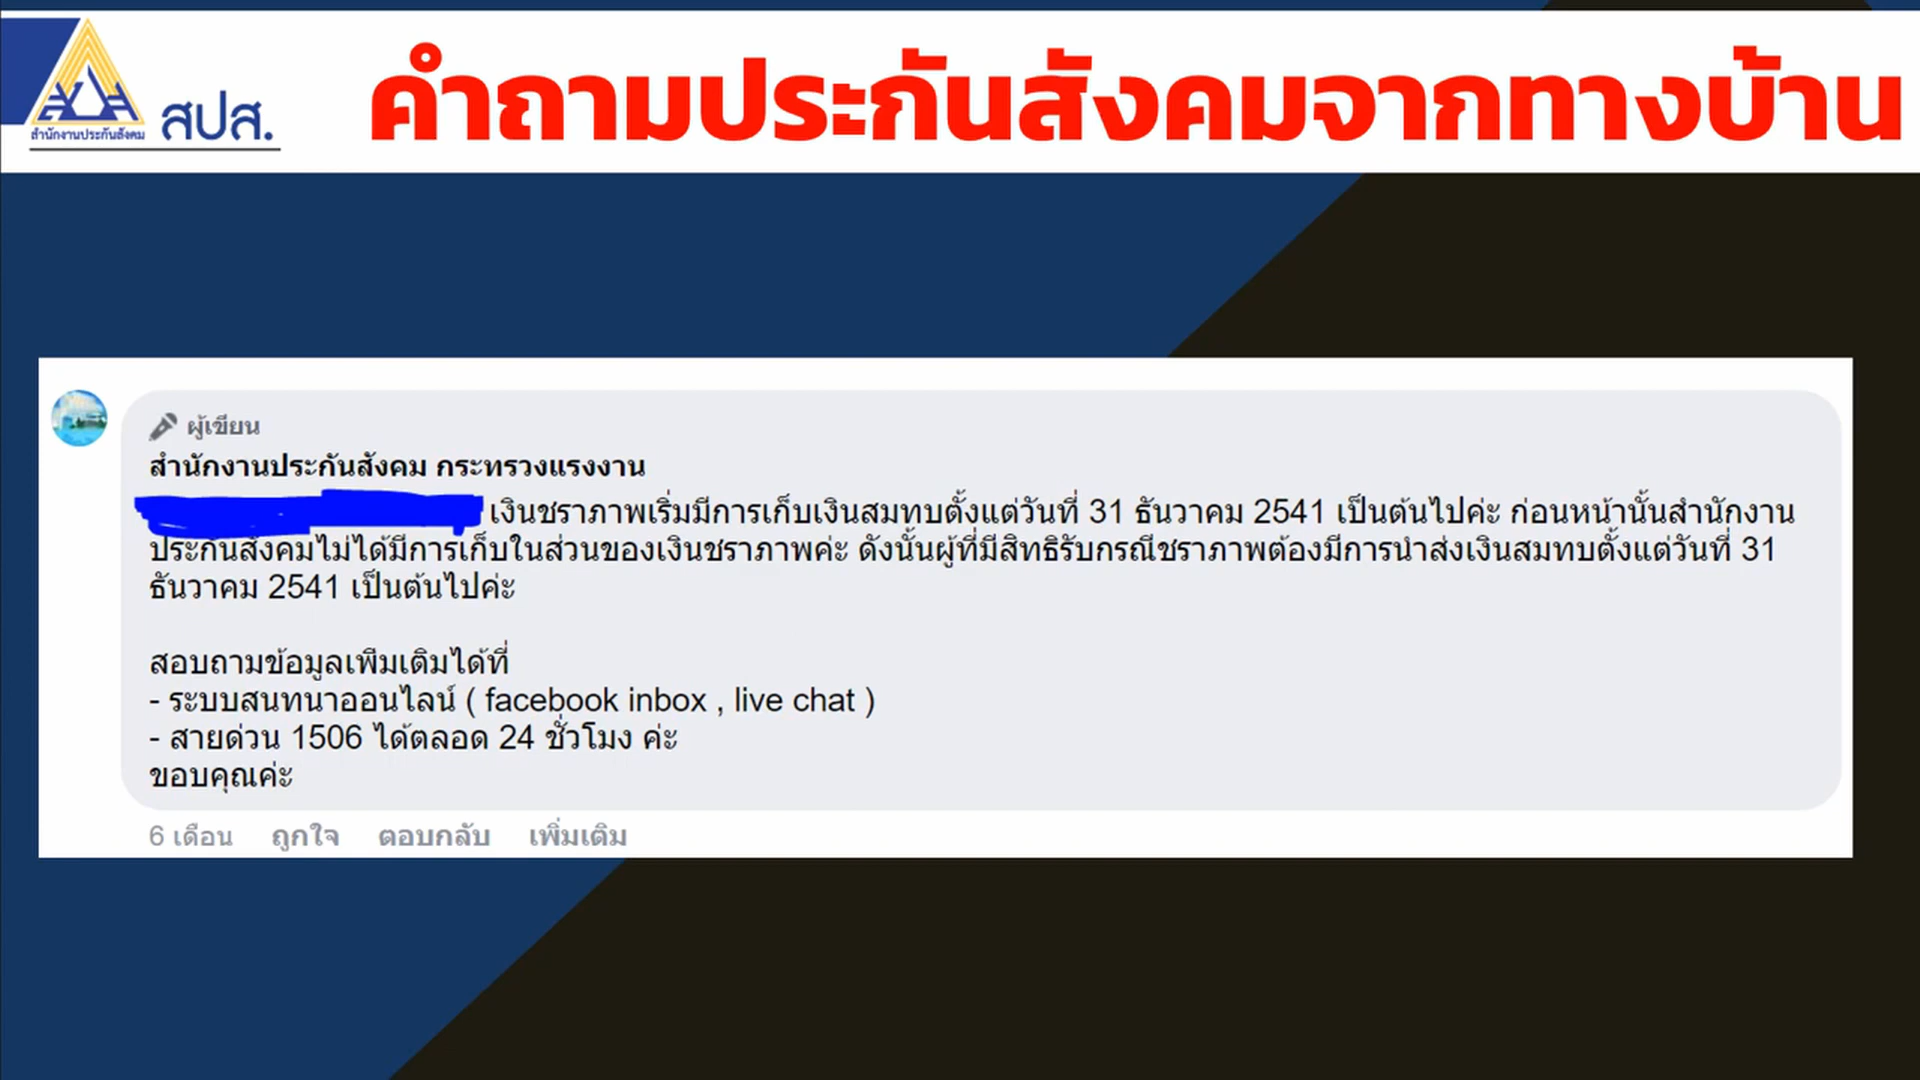 สปส.
สำนักงานประกันสังคม
คำถามประกันสังคมจากทางบ้าน
ผู้เขียน
สำนักงานประกันสังคม กระทรวงแรงงาน
เงินชราภาพเริ่มมีการเก็บเงินสมทบตั้งแต่วันที่ 31 ธันวาคม 2541 เป็นต้นไปค่ะ ก่อนหน้านั้นสำนักงาน
ประกันสังคมไม่ได้มีการเก็บในส่วนของเงินชราภาพค่ะ ดังนั้นผู้ที่มีสิทธิรับกรณีชราภาพต้องมีการนำส่งเงินสมทบตั้งแต่วันที่ 31
ธันวาคม 2541 เป็นต้นไปค่ะ
สอบถามข้อมูลเพิ่มเติมได้ที่
- ระบบสนทนาออนไลน์ ( facebook inbox , live chat )
- สายด่วน 1506 ได้ตลอด 24 ชั่วโมง ค่ะ
ขอบคุณค่ะ
6 เดือน ถูกใจ ตอบกลับ เพิ่มเติม